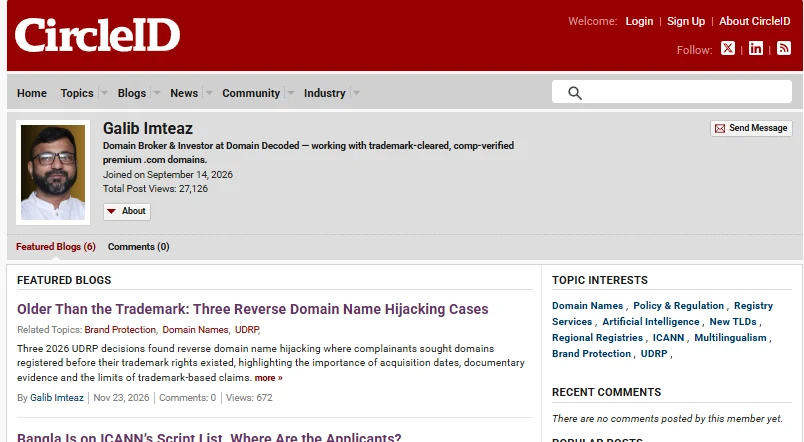 CircleID
Welcome: Login | Sign Up | About CircleID
Follow: | |
Home Topics Blogs News Community Industry
Galib Imteaz
Send Message
Domain Broker & Investor at Domain Decoded — working with trademark-cleared, comp-verified
premium .com domains.
Joined on September 14, 2026
Total Post Views: 27,126
About
Featured Blogs (6) Comments (0)
FEATURED BLOGS
Older Than the Trademark: Three Reverse Domain Name Hijacking Cases
Related Topics: Brand Protection, Domain Names, UDRP,
Three 2026 UDRP decisions found reverse domain name hijacking where complainants sought domains
registered before their trademark rights existed, highlighting the importance of acquisition dates, documentary
evidence and the limits of trademark-based claims. more »
By Galib Imteaz | Nov 23, 2026 | Comments: 0 | Views: 672
Bangla Is on ICANN's Script List. Where Are the Applicants?
TOPIC INTERESTS
Domain Names , Policy & Regulation , Registry
Services , Artificial Intelligence , New TLDs ,
Regional Registries , ICANN , Multilingualism ,
Brand Protection , UDRP ,
RECENT COMMENTS
There are no comments posted by this member yet.
POPULAR POSTS